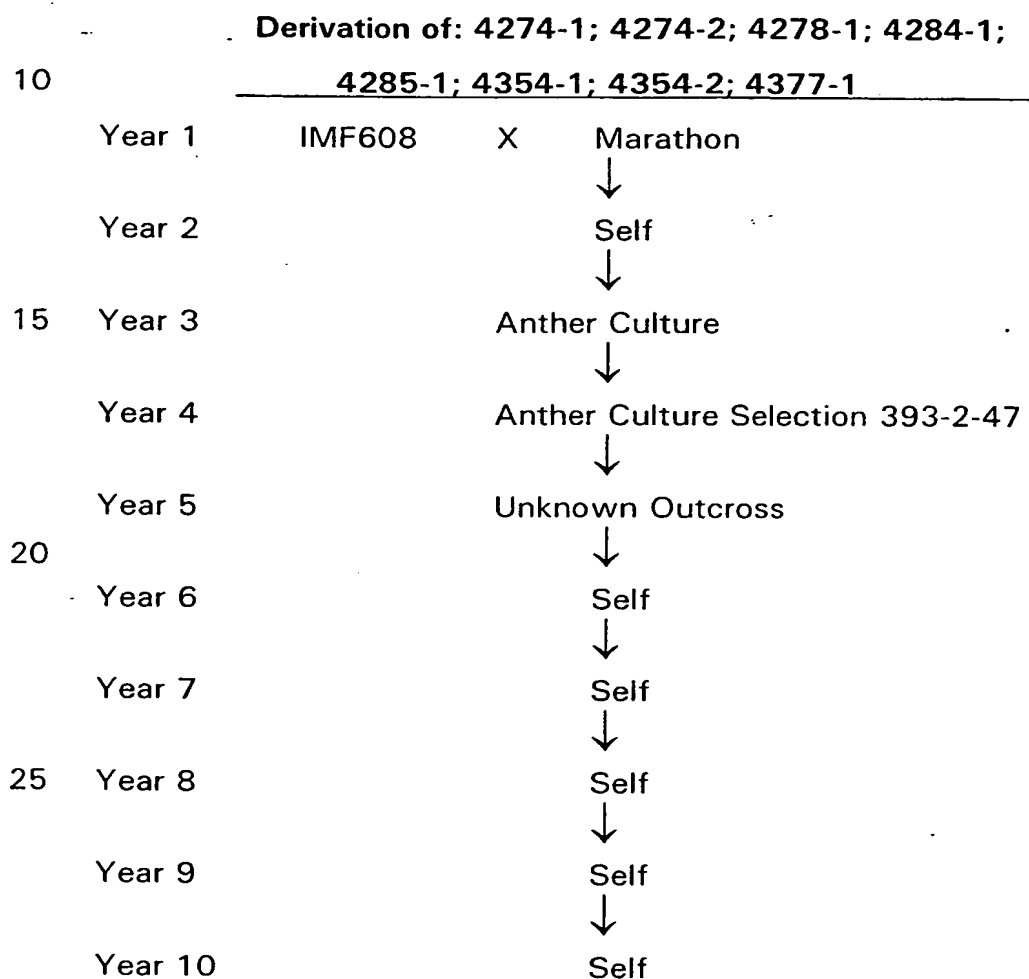 Derivation of: 4274-1; 4274-2; 4278-1; 4284-1;
10 4285-1; 4354-1; 4354-2; 4377-1
Year 1 IMF608 X Marathon
Year 2 Self
15 Year 3 Anther Culture
Year 4 Anther Culture Selection 393-2-47
Year 5 Unknown Outcross
20
Year 6 Self
Year 7 Self
25 Year 8 Self
Year 9 Self
Year 10 Self